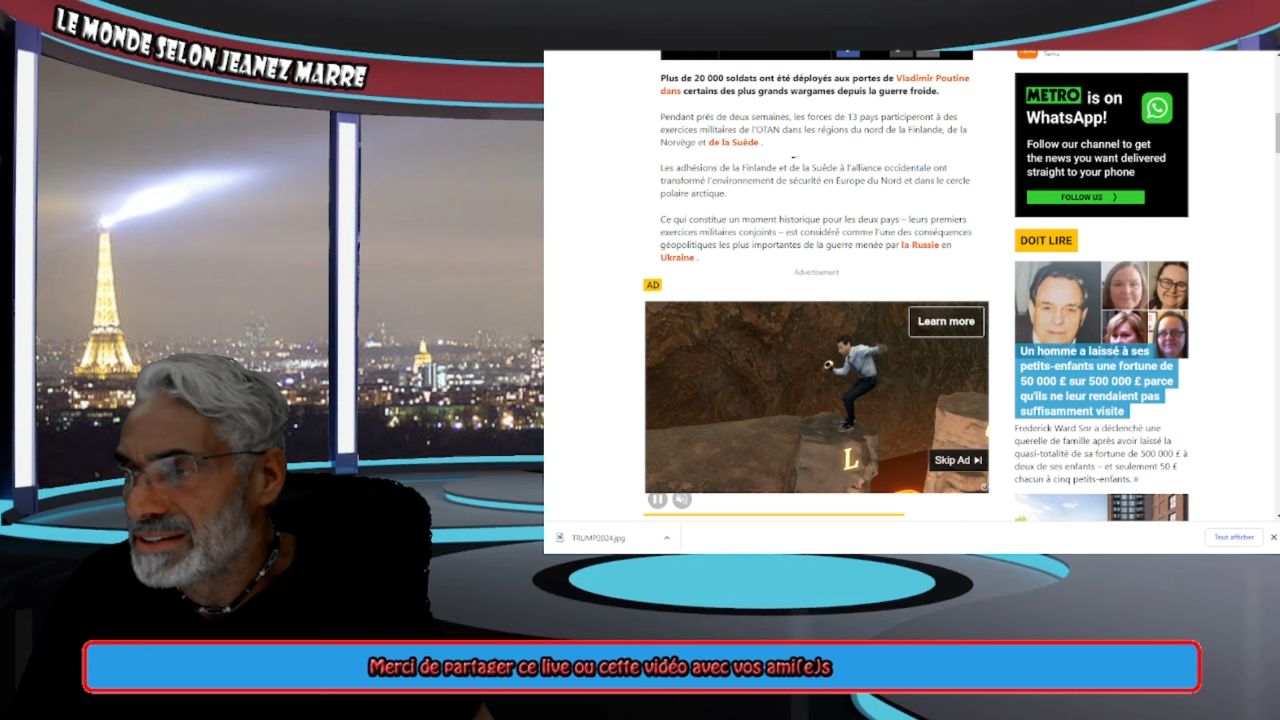 LE MONDE SELON JEANEZ MARRE
Plus de 20 000 soldats ont été déployés aux portes de Vladimir Poutine
dans certains des plus grands wargames depuis la guerre froide.
Pendant près de deux semaines, les forces de 13 pays participeront à des
exercices militaires de l'OTAN dans les régions du nord de la Finlande, de la
Norvège et de la Suède .
Les adhésions de la Finlande et de la Suède à l'alliance occidentale ont
transformé l'environnement de sécurité en Europe du Nord et dans le cercle
polaire arctique.
Ce qui constitue un moment historique pour les deux pays – leurs premiers
exercices militaires conjoints – est considéré comme l'une des conséquences
géopolitiques les plus importantes de la guerre menée par la Russie en
Ukraine .
Advertisement
AD
Learn more
L
Skip Ad
Temu
METRO is on
WhatsApp!
Follow our channel to get
the news you want delivered
straight to your phone
FOLLOW US
DOIT LIRE
Un homme a laissé à ses
petits-enfants une fortune de
50 000 £ sur 500 000 £ parce
qu'ils ne leur rendaient pas
suffisamment visite
Frederick Ward Snr a déclenché une
querelle de famille après avoir laissé la
quasi-totalité de sa fortune de 500 000 £ à
deux de ses enfants – et seulement 50 £
chacun à cinq petits-enfants. »
TRUMP2024.jpg
Tout afficher
Merci de partager ce live ou cette vidéo avec vos ami(e)s